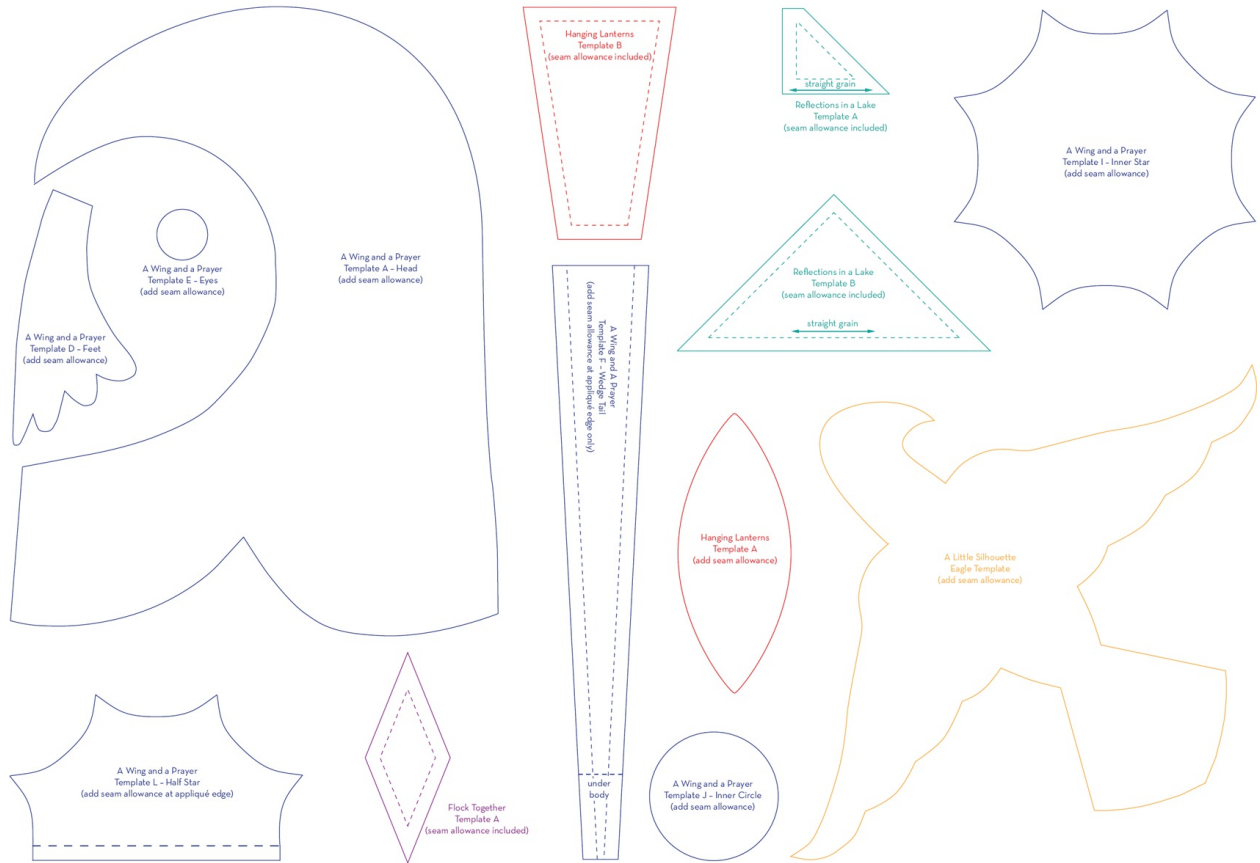 Hanging Lanterns
Template B
(seam allowance included)
straight grain
Reflections in a Lake
Template A
(seam allowance included)
A Wing and a Prayer
Template I – Inner Star
(add seam allowance)
A Wing and a Prayer
Template E – Eyes
(add seam allowance)
A Wing and a Prayer
Template A – Head
(add seam allowance)
Reflections in a Lake
Template B
(seam allowance included)
straight grain
A Wing and a Prayer
Template D – Feet
(add seam allowance)
A Wing and A Prayer
Template F – Wedge Tail
(add seam allowance at appliqué edge only)
Hanging Lanterns
Template A
(add seam allowance)
A Little Silhouette
Eagle Template
(add seam allowance)
A Wing and a Prayer
Template L – Half Star
(add seam allowance at appliqué edge)
Flock Together
Template A
(seam allowance included)
under
body
A Wing and a Prayer
Template J – Inner Circle
(add seam allowance)